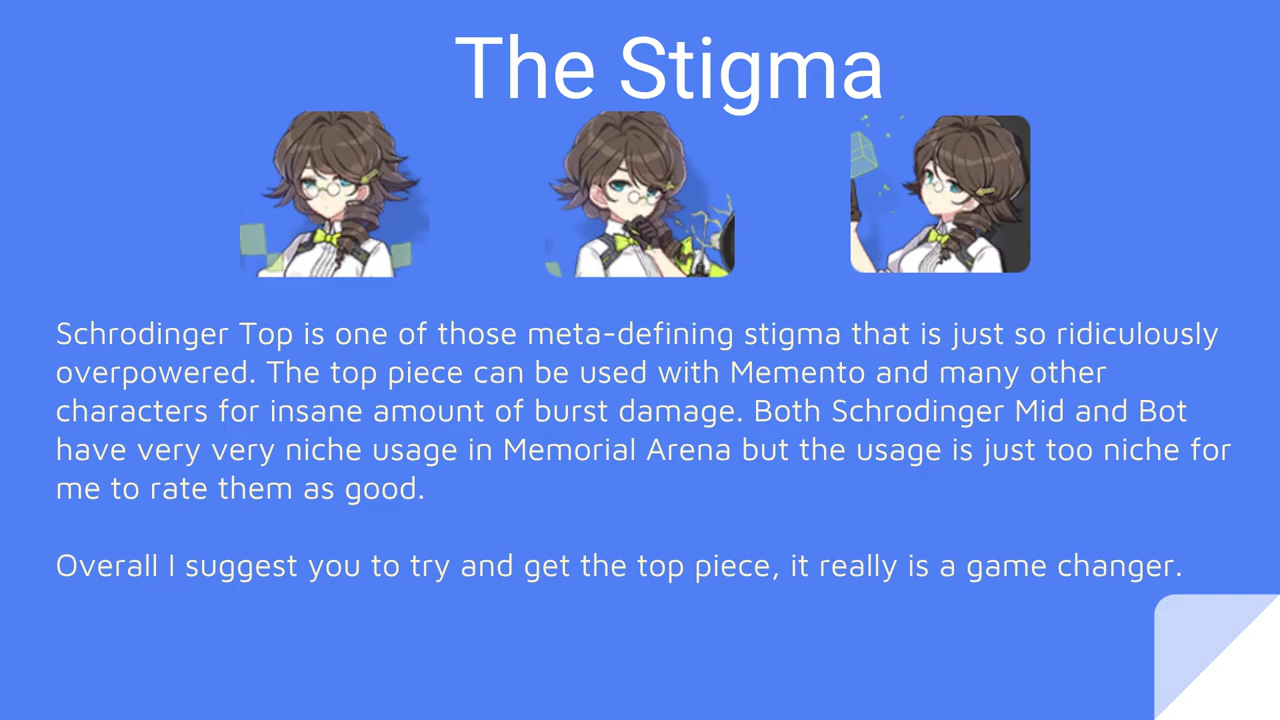 The Stigma
Schrodinger Top is one of those meta-defining stigma that is just so ridiculously
overpowered. The top piece can be used with Memento and many other
characters for insane amount of burst damage. Both Schrodinger Mid and Bot
have very very niche usage in Memorial Arena but the usage is just too niche for
me to rate them as good.
Overall I suggest you to try and get the top piece, it really is a game changer.